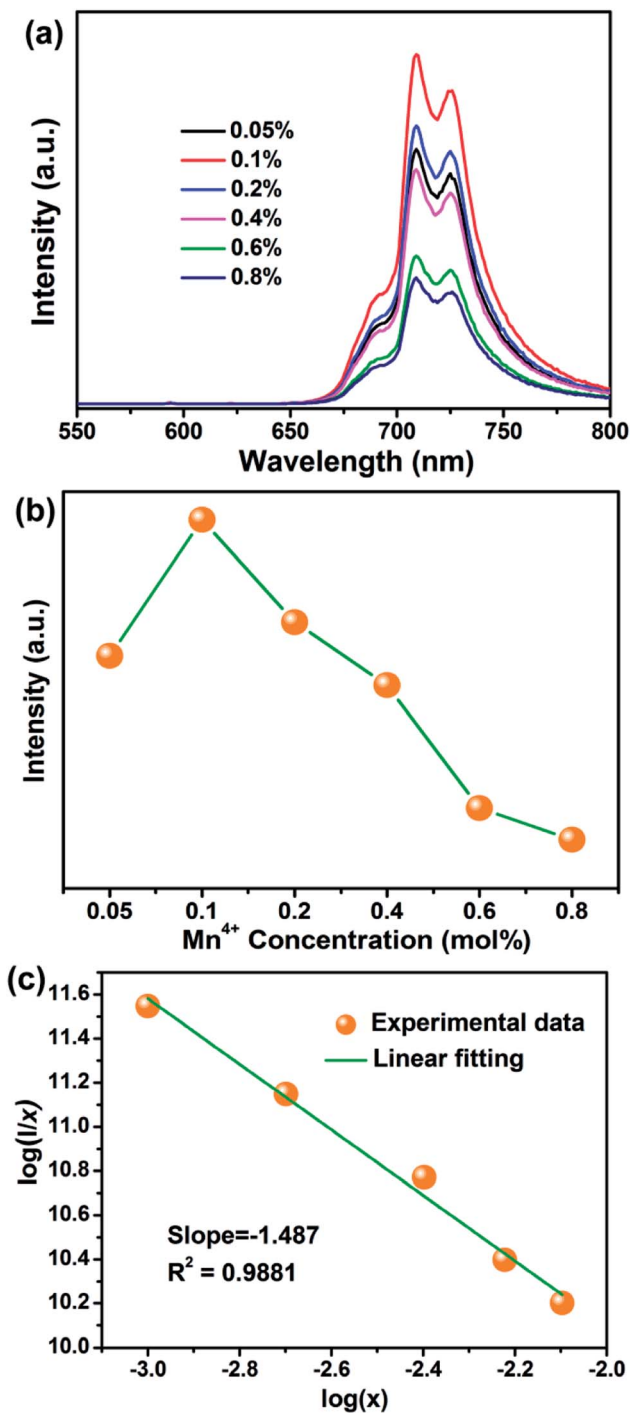 (a)
Intensity (a.u.)
0.05%
0.1%
0.2%
0.4%
0.6%
0.8%
550 600 650 700 750 800
Wavelength (nm)
(b)
Intensity (a.u.)
0.05 0.1 0.2 0.4 0.6 0.8
Mn⁴⁺ Concentration (mol%)
(c)
log(I/x)
11.6
11.4
11.2
11.0
10.8
10.6
10.4
10.2
10.0
Experimental data
Linear fitting
Slope=-1.487
R² = 0.9881
-3.0 -2.8 -2.6 -2.4 -2.2 -2.0
log(x)